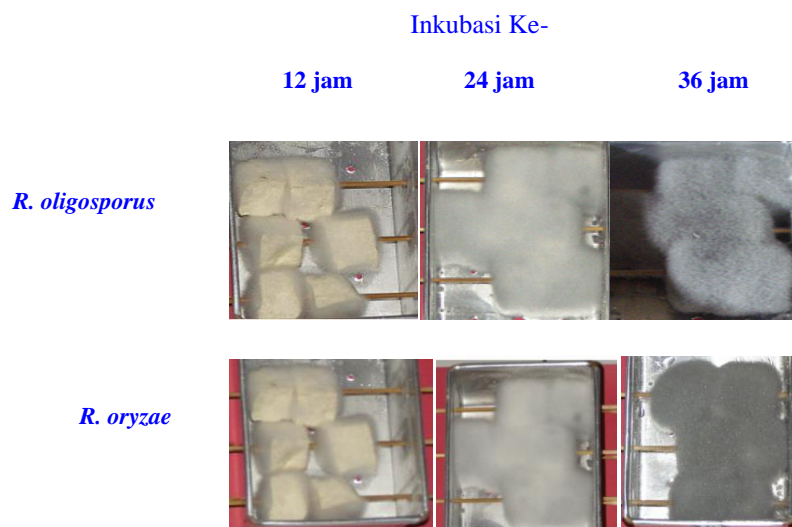 Inkubasi Ke-
12 jam 24 jam 36 jam
R. oligosporus
R. oryzae